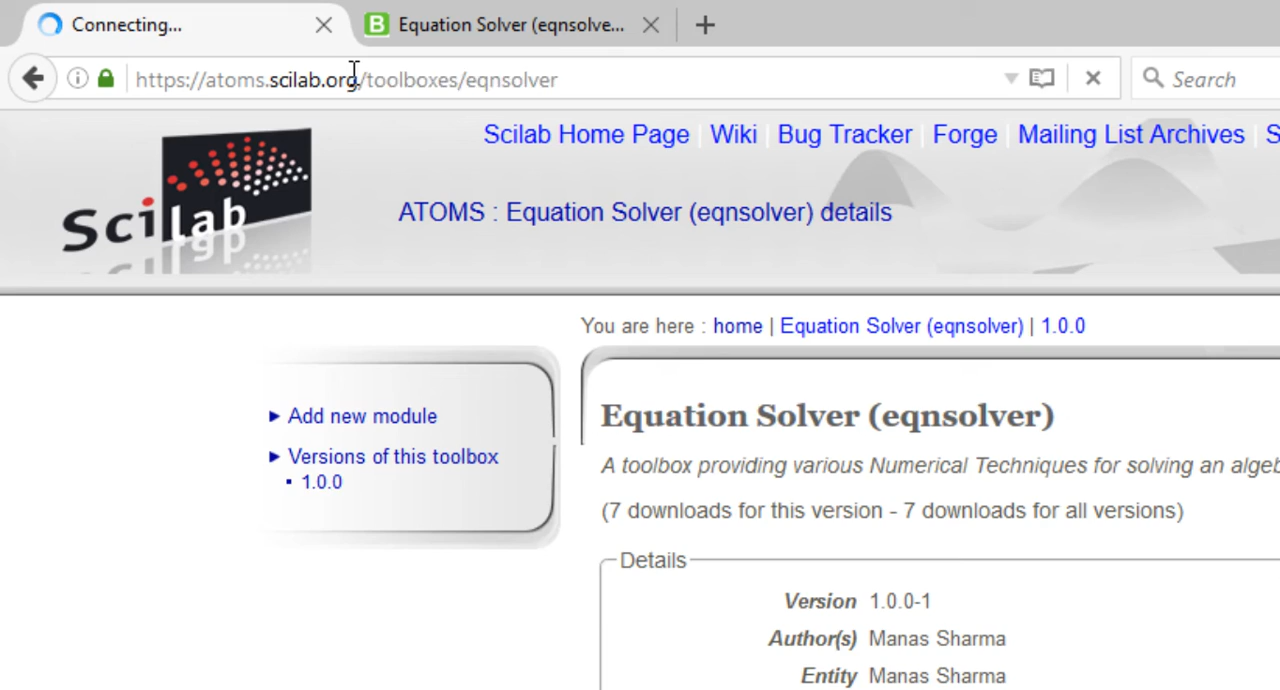 Connecting...
Equation Solver (eqnsolve...
https://atoms.scilab.org/toolboxes/eqnsolver
Search
Scilab Home Page | Wiki | Bug Tracker | Forge | Mailing List Archives | S
Scilab
ATOMS : Equation Solver (eqnsolver) details
You are here : home | Equation Solver (eqnsolver) | 1.0.0
Add new module
Versions of this toolbox
1.0.0
Equation Solver (eqnsolver)
A toolbox providing various Numerical Techniques for solving an algeb
(7 downloads for this version - 7 downloads for all versions)
Details
Version 1.0.0-1
Author(s) Manas Sharma
Entity Manas Sharma